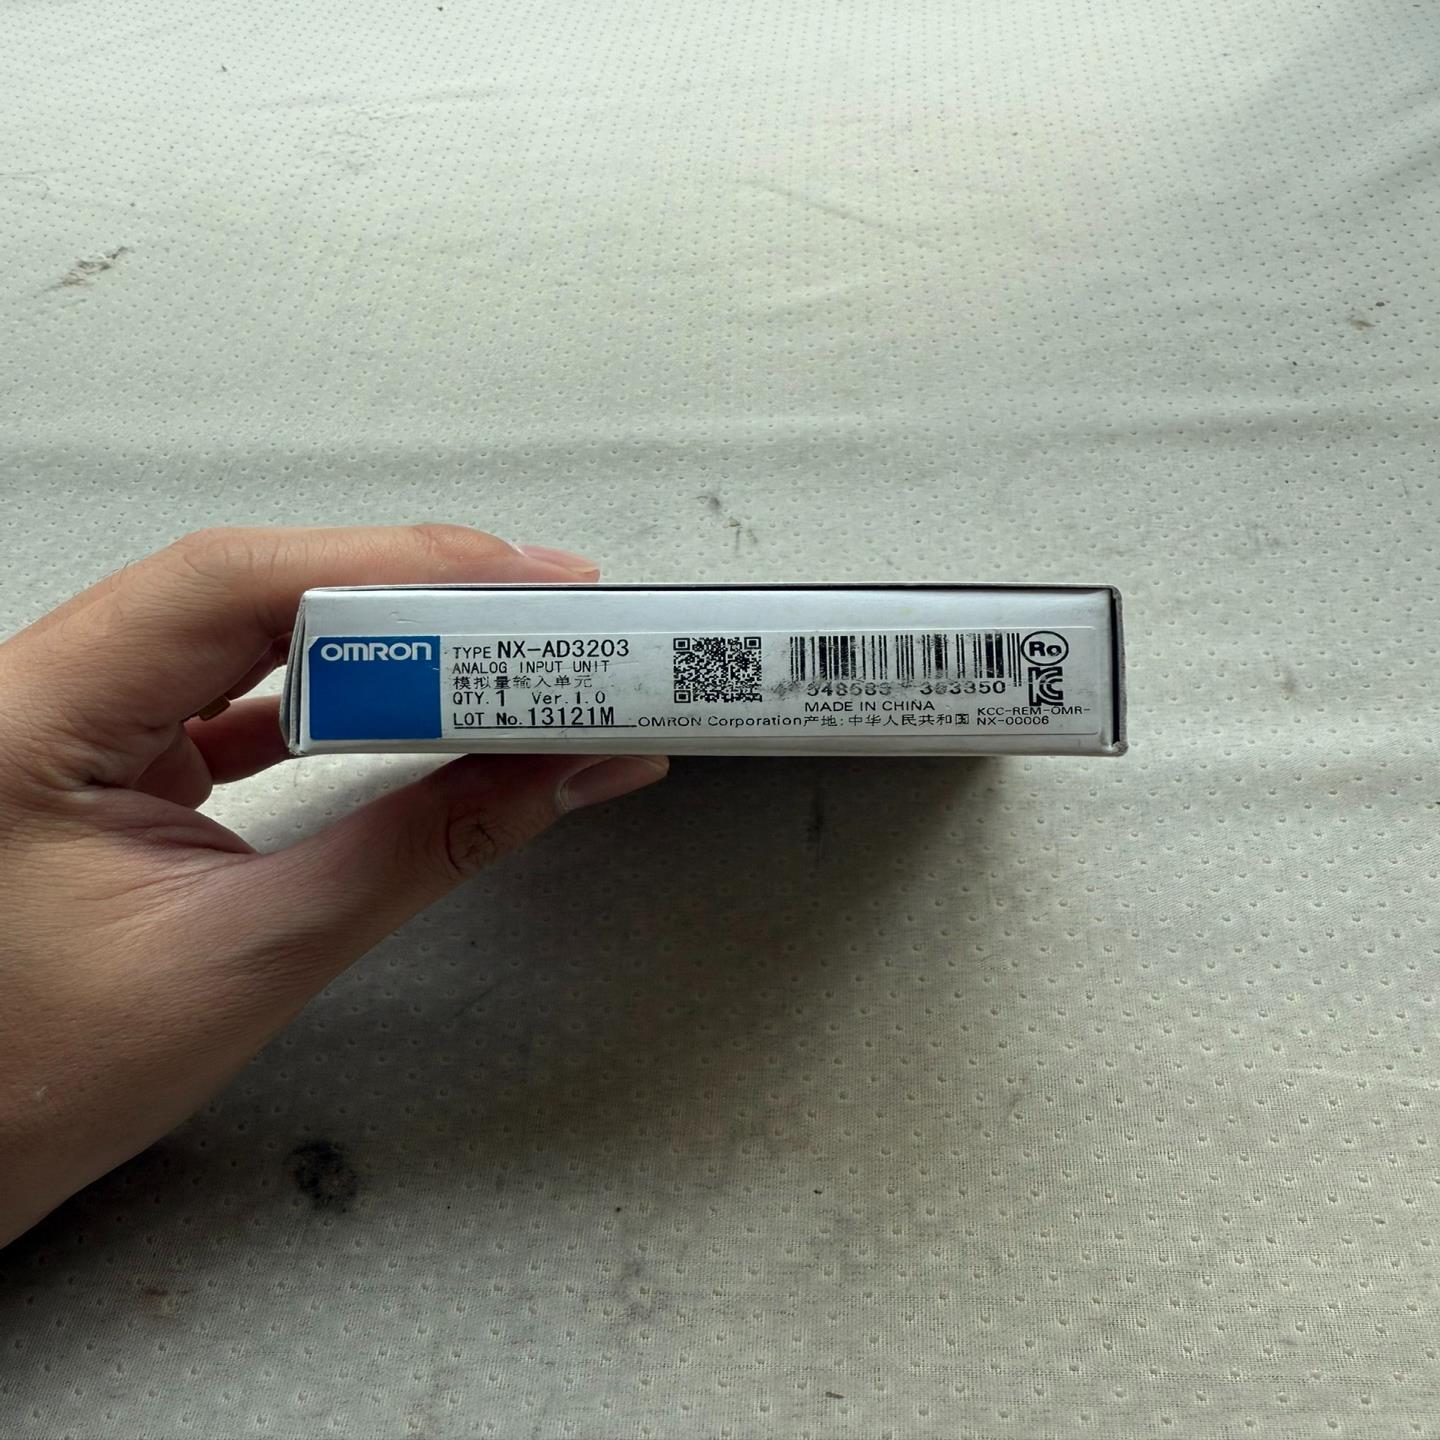 OMRON
TYPE NX-AD3203
ANALOG INPUT UNIT
模拟量输入单元
QTY. 1 Ver.1.0
LOT No. 13121M
OMRON Corporation产地:中华人民共和国
MADE IN CHINA
Ro
KC
KCC-REM-OMR-
NX-00006